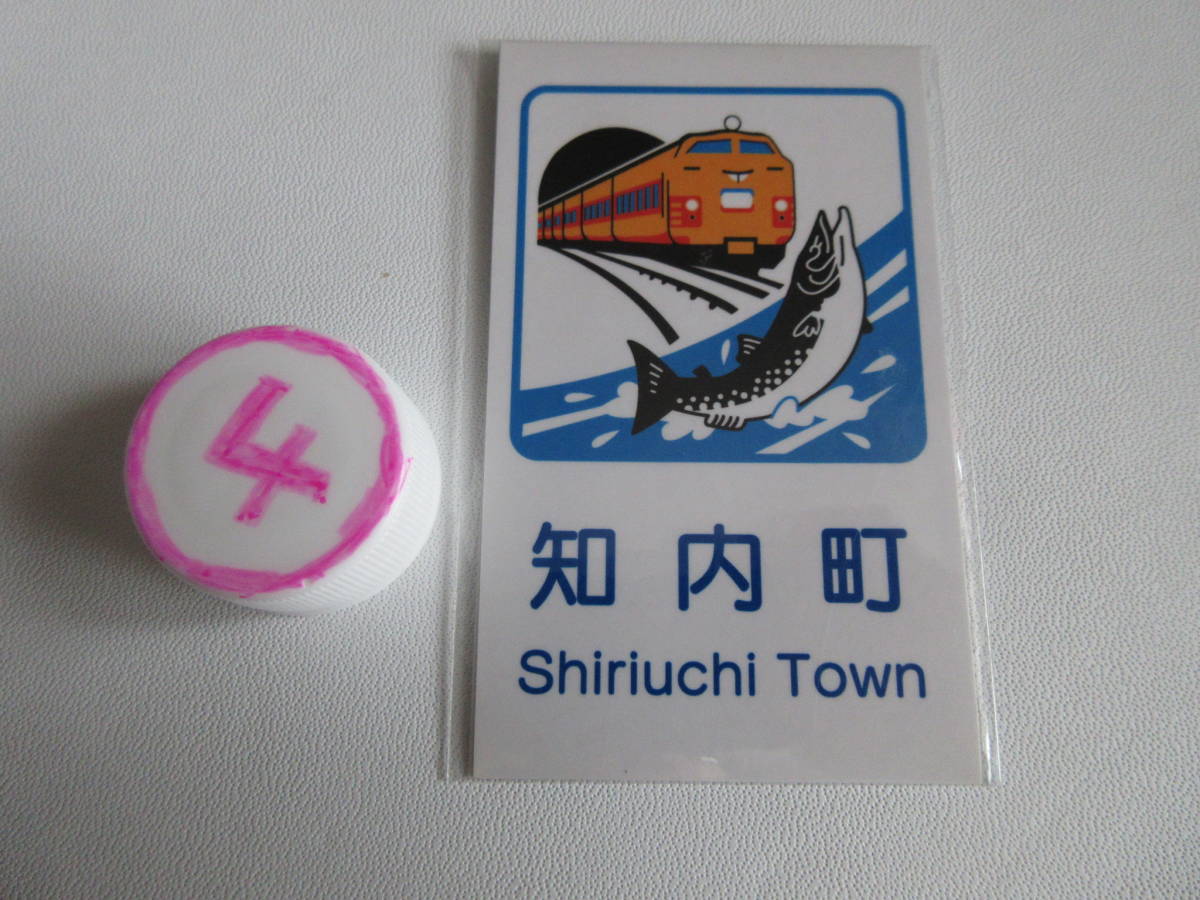 4
知内町
Shiriuchi Town